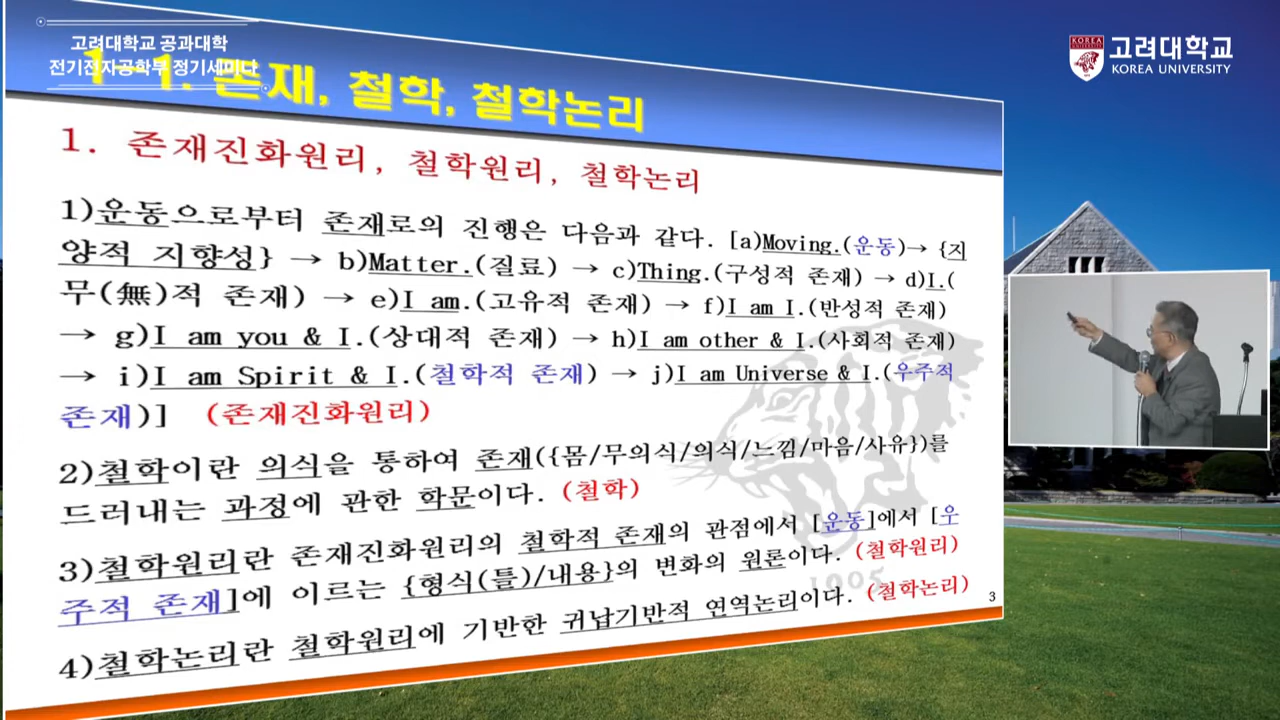 고려대학교 공과대학
전기전자공학부 정기세미나
KOREA
고려대학교
KOREA UNIVERSITY
1-1. 존재, 철학, 철학논리
1. 존재진화원리, 철학원리, 철학논리
1)운동으로부터 존재로의 진행은 다음과 같다. [a)Moving.(운동)→ {지
양적 지향성} → b)Matter.(질료) → c)Thing.(구성적 존재) → d)I.(
무(無)적 존재) → e)I am.(고유적 존재) → f)I am I.(반성적 존재)
→ g)I am you & I.(상대적 존재) → h)I am other & I.(사회적 존재)
→ i)I am Spirit & I.(철학적 존재) → j)I am Universe & I.(우주적
존재)] (존재진화원리)
2)철학이란 의식을 통하여 존재({몸/무의식/의식/느낌/마음/사유})를
드러내는 과정에 관한 학문이다. (철학)
3)철학원리란 존재진화원리의 철학적 존재의 관점에서 [운동]에서 [우
주적 존재]에 이르는 {형식(틀)/내용}의 변화의 원론이다. (철학원리)
4)철학논리란 철학원리에 기반한 귀납기반적 연역논리이다. (철학논리)
1905
3